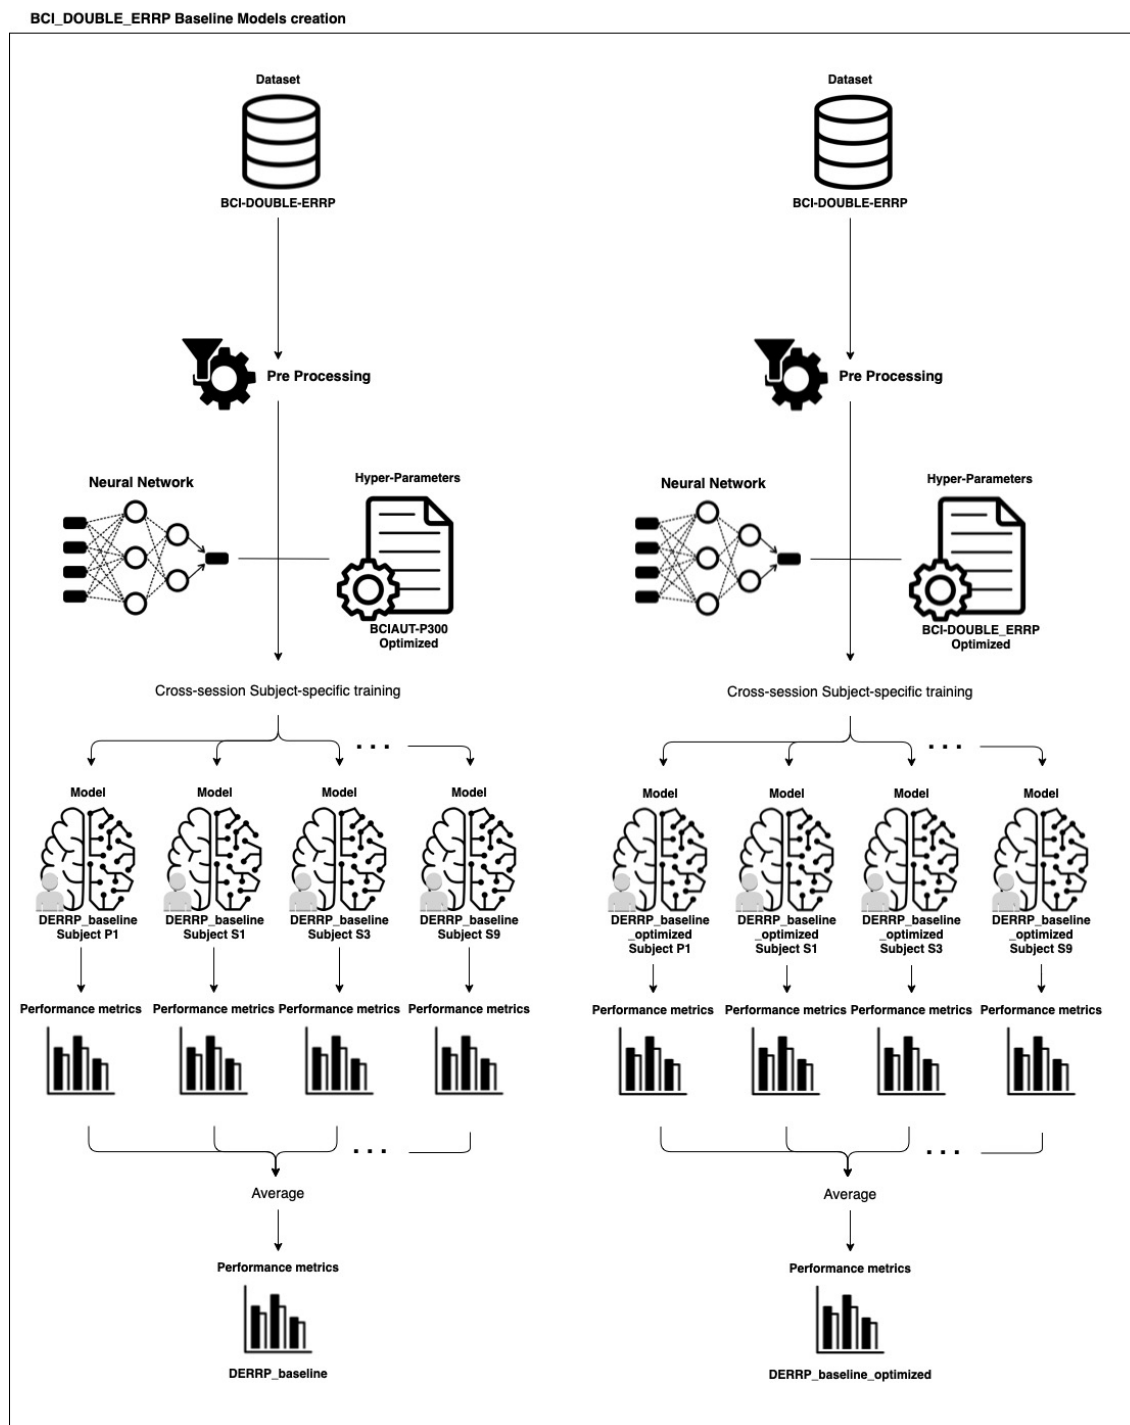 BCI_DOUBLE_ERRP Baseline Models creation
Dataset
BCI-DOUBLE-ERRP
Pre Processing
Neural Network
Hyper-Parameters
BCIAUT-P300
Optimized
Cross-session Subject-specific training
...
Model
Model
Model
Model
DERRP_baseline
Subject P1
DERRP_baseline
Subject S1
DERRP_baseline
Subject S3
DERRP_baseline
Subject S9
Performance metrics
Performance metrics
Performance metrics
Performance metrics
...
Average
Performance metrics
DERRP_baseline
Dataset
BCI-DOUBLE-ERRP
Pre Processing
Neural Network
Hyper-Parameters
BCI-DOUBLE_ERRP
Optimized
Cross-session Subject-specific training
...
Model
Model
Model
Model
DERRP_baseline
_optimized
Subject P1
DERRP_baseline
_optimized
Subject S1
DERRP_baseline
_optimized
Subject S3
DERRP_baseline
_optimized
Subject S9
Performance metrics
Performance metrics
Performance metrics
Performance metrics
...
Average
Performance metrics
DERRP_baseline_optimized